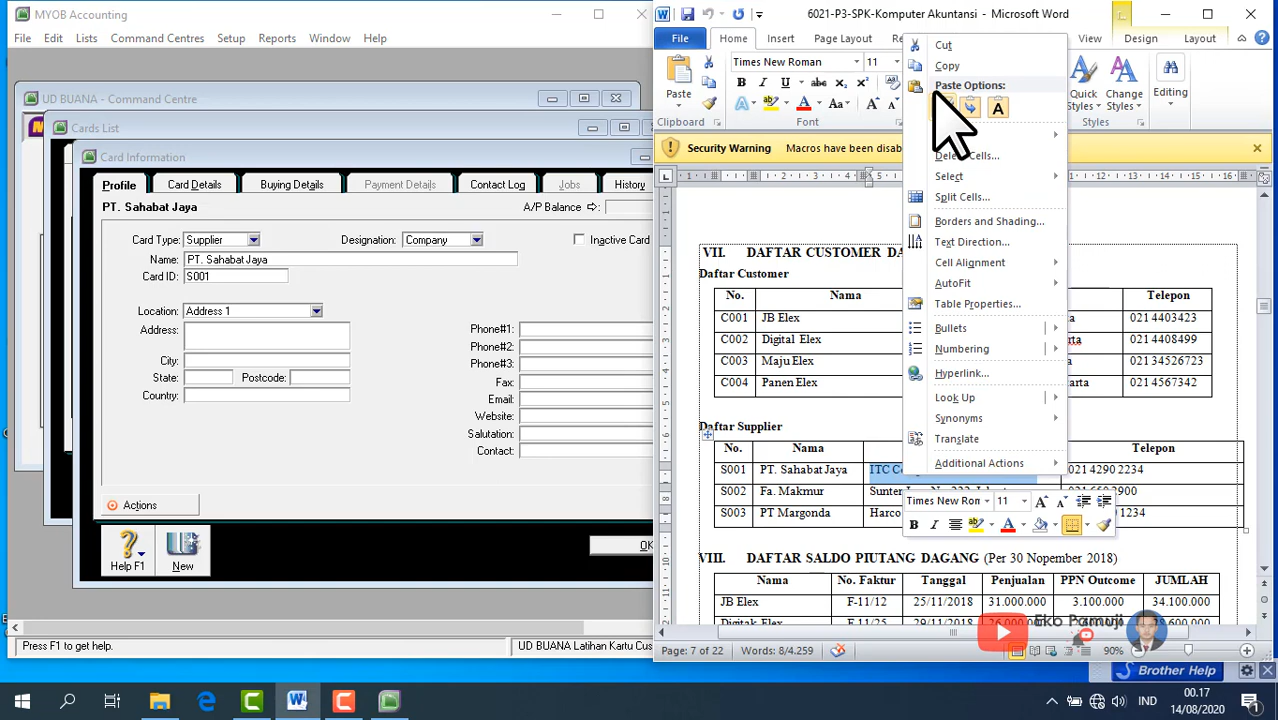 MYOB Accounting
File Edit Lists Command Centres Setup Reports Window Help
UD BUANA - Command Centre
Cards List
Card Information
Profile Card Details Buying Details Payment Details Contact Log Jobs History
PT. Sahabat Jaya A/P Balance
Card Type: Supplier Designation: Company Inactive Card
Name: PT. Sahabat Jaya
Card ID: S001
Location: Address 1
Address:
City:
State: Postcode:
Country:
Phone#1:
Phone#2:
Phone#3:
Fax:
Email:
Website:
Salutation:
Contact:
Actions
Help F1 New OK
Press F1 to get help. UD BUANA Latihan Kartu Cus
6021-P3-SPK-Komputer Akuntansi - Microsoft Word
File Home Insert Page Layout Re View Design Layout
Paste Times New Roman 11
B I U abc Aa A A
Quick Styles Change Styles Editing
Clipboard Font Styles
Security Warning Macros have been disab
Cut
Copy
Paste Options:
Delete Cells...
Select
Split Cells...
Borders and Shading...
Text Direction...
Cell Alignment
AutoFit
Table Properties...
Bullets
Numbering
Hyperlink...
Look Up
Synonyms
Translate
Additional Actions
Times New Rom 11
VII. DAFTAR CUSTOMER DA
Daftar Customer
No. Nama Telepon
C001 JB Elex 021 4403423
C002 Digital Elex 021 4408499
C003 Maju Elex 021 34526723
C004 Panen Elex 021 4567342
Daftar Supplier
No. Nama Telepon
S001 PT. Sahabat Jaya ITC 021 4290 2234
S002 Fa. Makmur Sunter
S003 PT Margonda Harco
VIII. DAFTAR SALDO PIUTANG DAGANG (Per 30 Nopember 2018)
Nama No. Faktur Tanggal Penjualan PPN Outcome JUMLAH
JB Elex F-11/12 25/11/2018 31.000.000 3.100.000 34.100.000
Eko Pamuji
Page: 7 of 22 Words: 8/4.259 90%
Brother Help
IND 00.17
14/08/2020